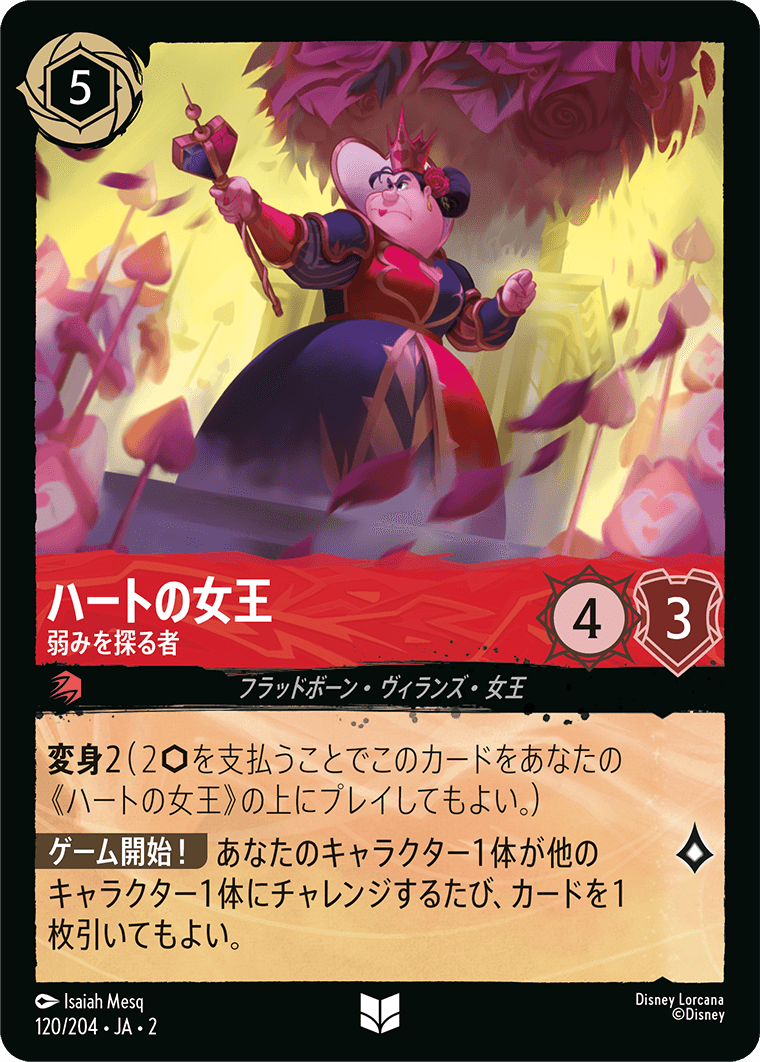 5
ハートの女王
弱みを探る者
4
3
フラッドボーン・ヴィランズ・女王
変身2(2⬡を支払うことでこのカードをあなたの
《ハートの女王》の上にプレイしてもよい。)
ゲーム開始! あなたのキャラクター1体が他の
キャラクター1体にチャレンジするたび、カードを1
枚引いてもよい。
Isaiah Mesq
Disney Lorcana
120/204・JA・2
©Disney